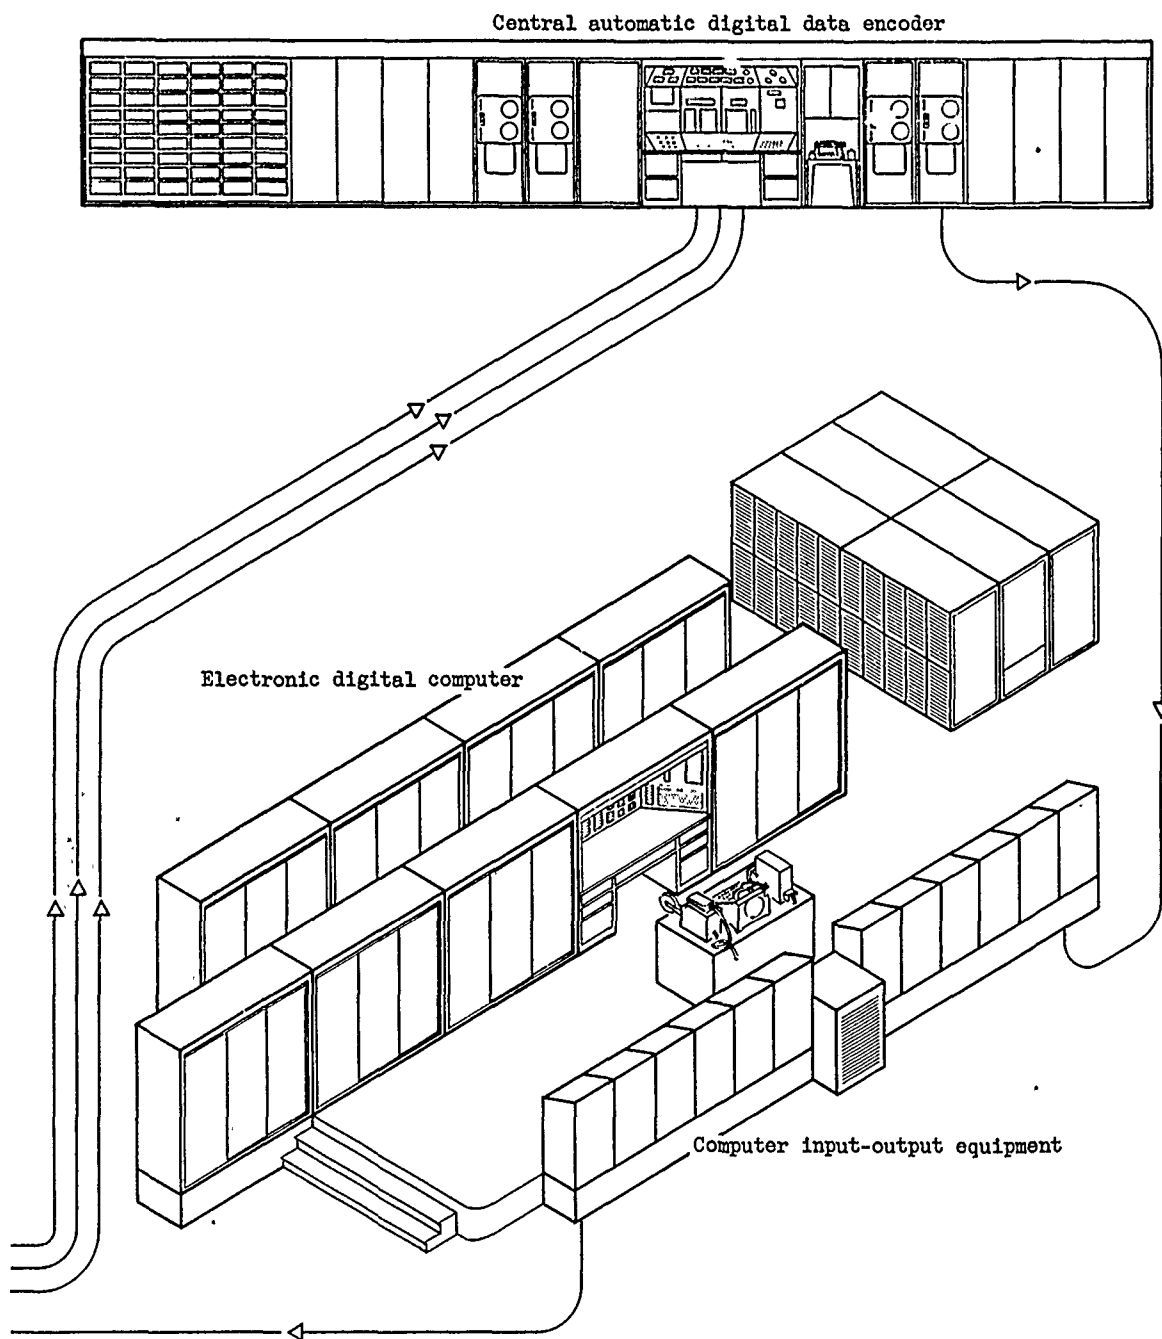 Central automatic digital data encoder
Electronic digital computer
Computer input-output equipment